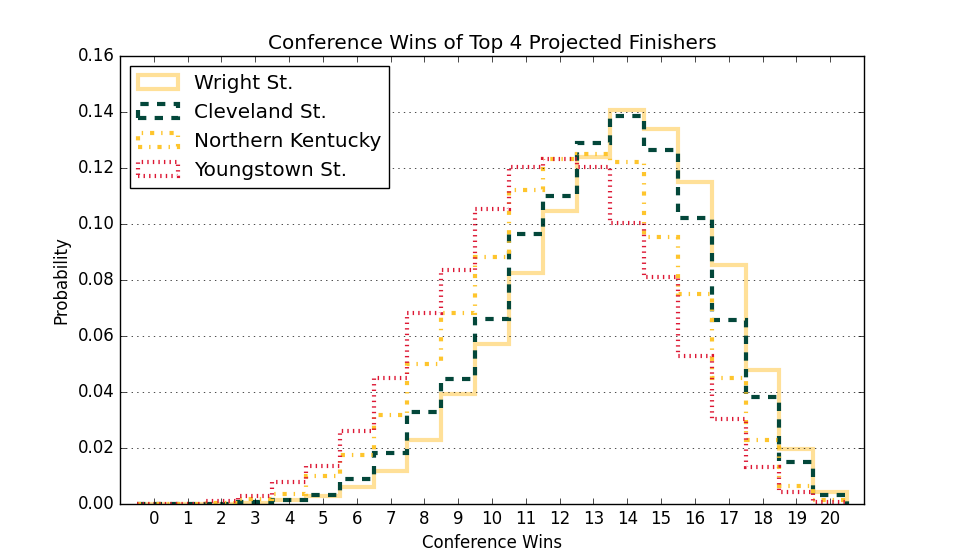 Conference Wins of Top 4 Projected Finishers
0.16
0.14
0.12
0.10
0.08
0.06
0.04
0.02
0.00
Probability
Wright St.
Cleveland St.
Northern Kentucky
Youngstown St.
0 1 2 3 4 5 6 7 8 9 10 11 12 13 14 15 16 17 18 19 20
Conference Wins